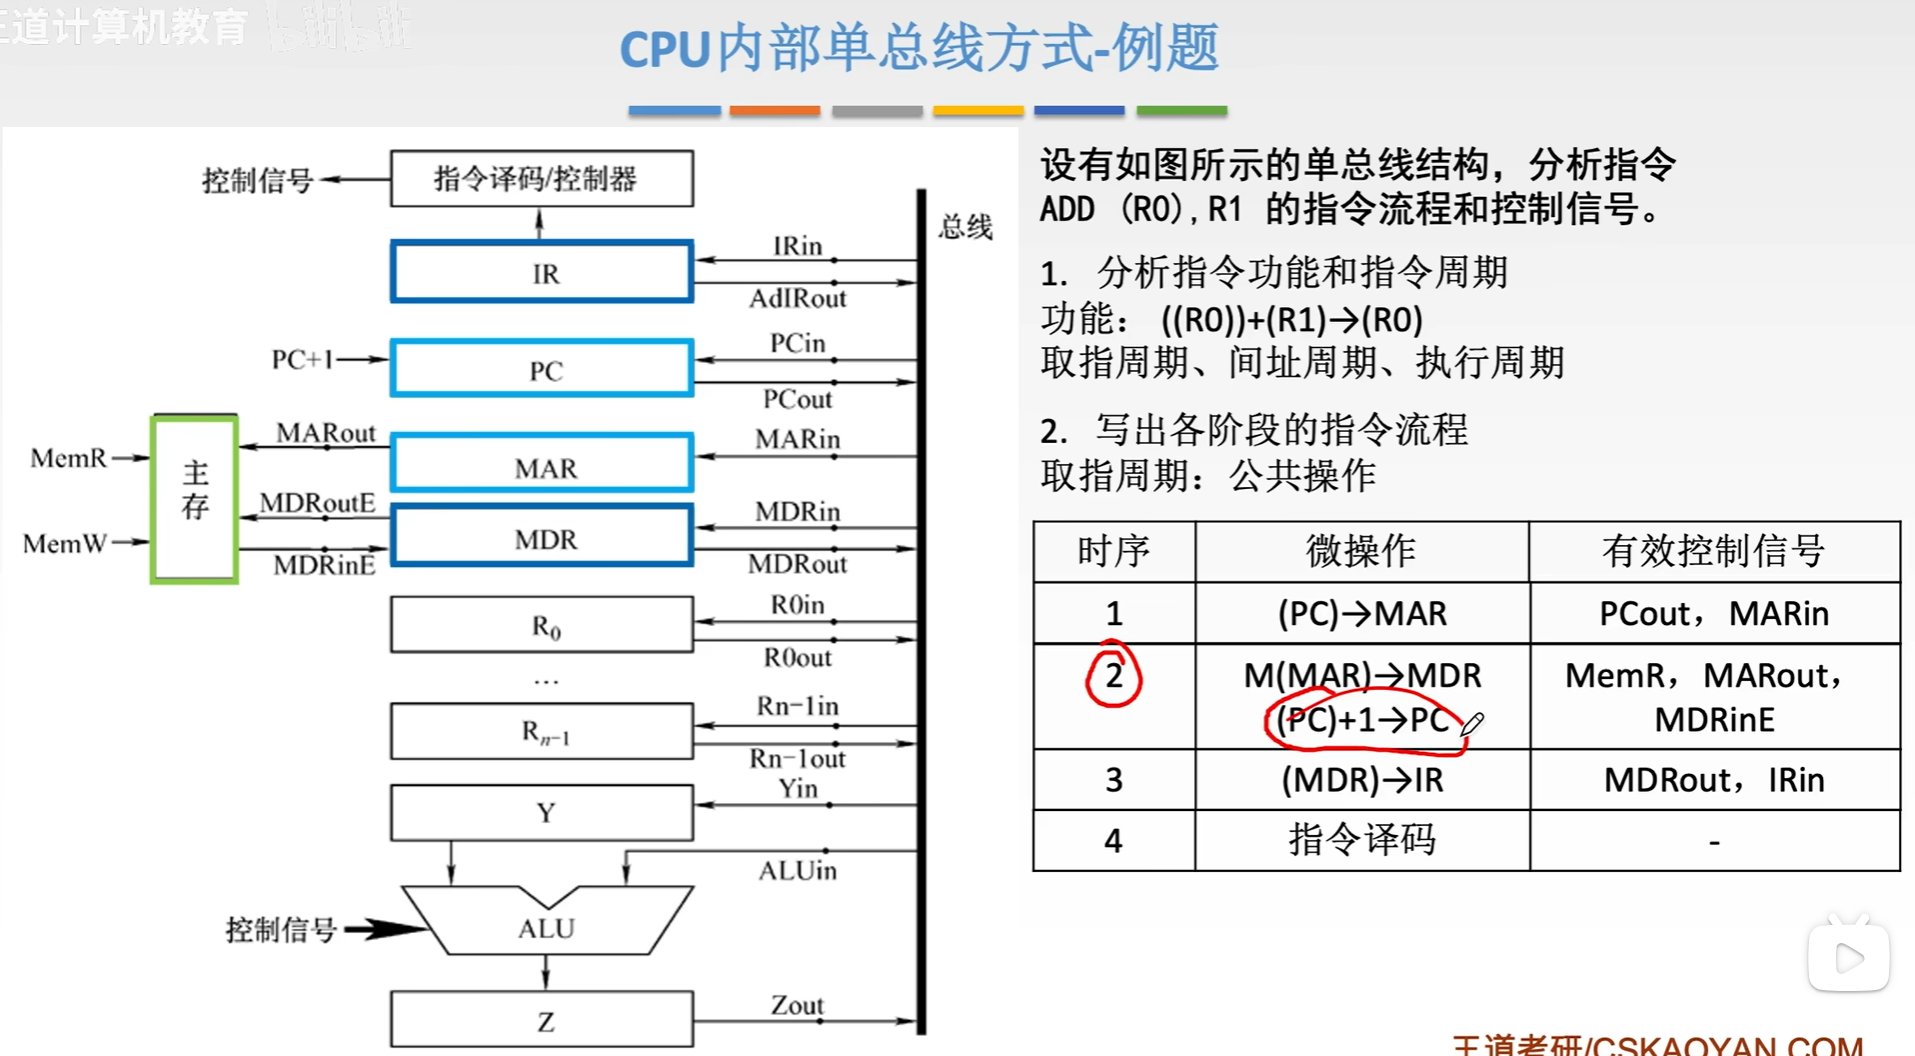 王道计算机教育 bilibili
CPU内部单总线方式-例题
控制信号
指令译码/控制器
总线
IR
IRin
AdIRout
PC+1
PC
PCin
PCout
MemR
MemW
主存
MARout
MDRoutE
MDRinE
MAR
MARin
MDR
MDRin
MDRout
R0
R0in
R0out
...
Rn-1
Rn-1in
Rn-1out
Y
Yin
ALUin
控制信号
ALU
Z
Zout
设有如图所示的单总线结构，分析指令
ADD (R0),R1 的指令流程和控制信号。
1. 分析指令功能和指令周期
功能： ((R0))+(R1)→(R0)
取指周期、间址周期、执行周期
2. 写出各阶段的指令流程
取指周期：公共操作
时序 微操作 有效控制信号
1 (PC)→MAR PCout，MARin
2 M(MAR)→MDR MemR，MARout，
(PC)+1→PC MDRinE
3 (MDR)→IR MDRout，IRin
4 指令译码 -
王道考研/CSKAOYAN.COM